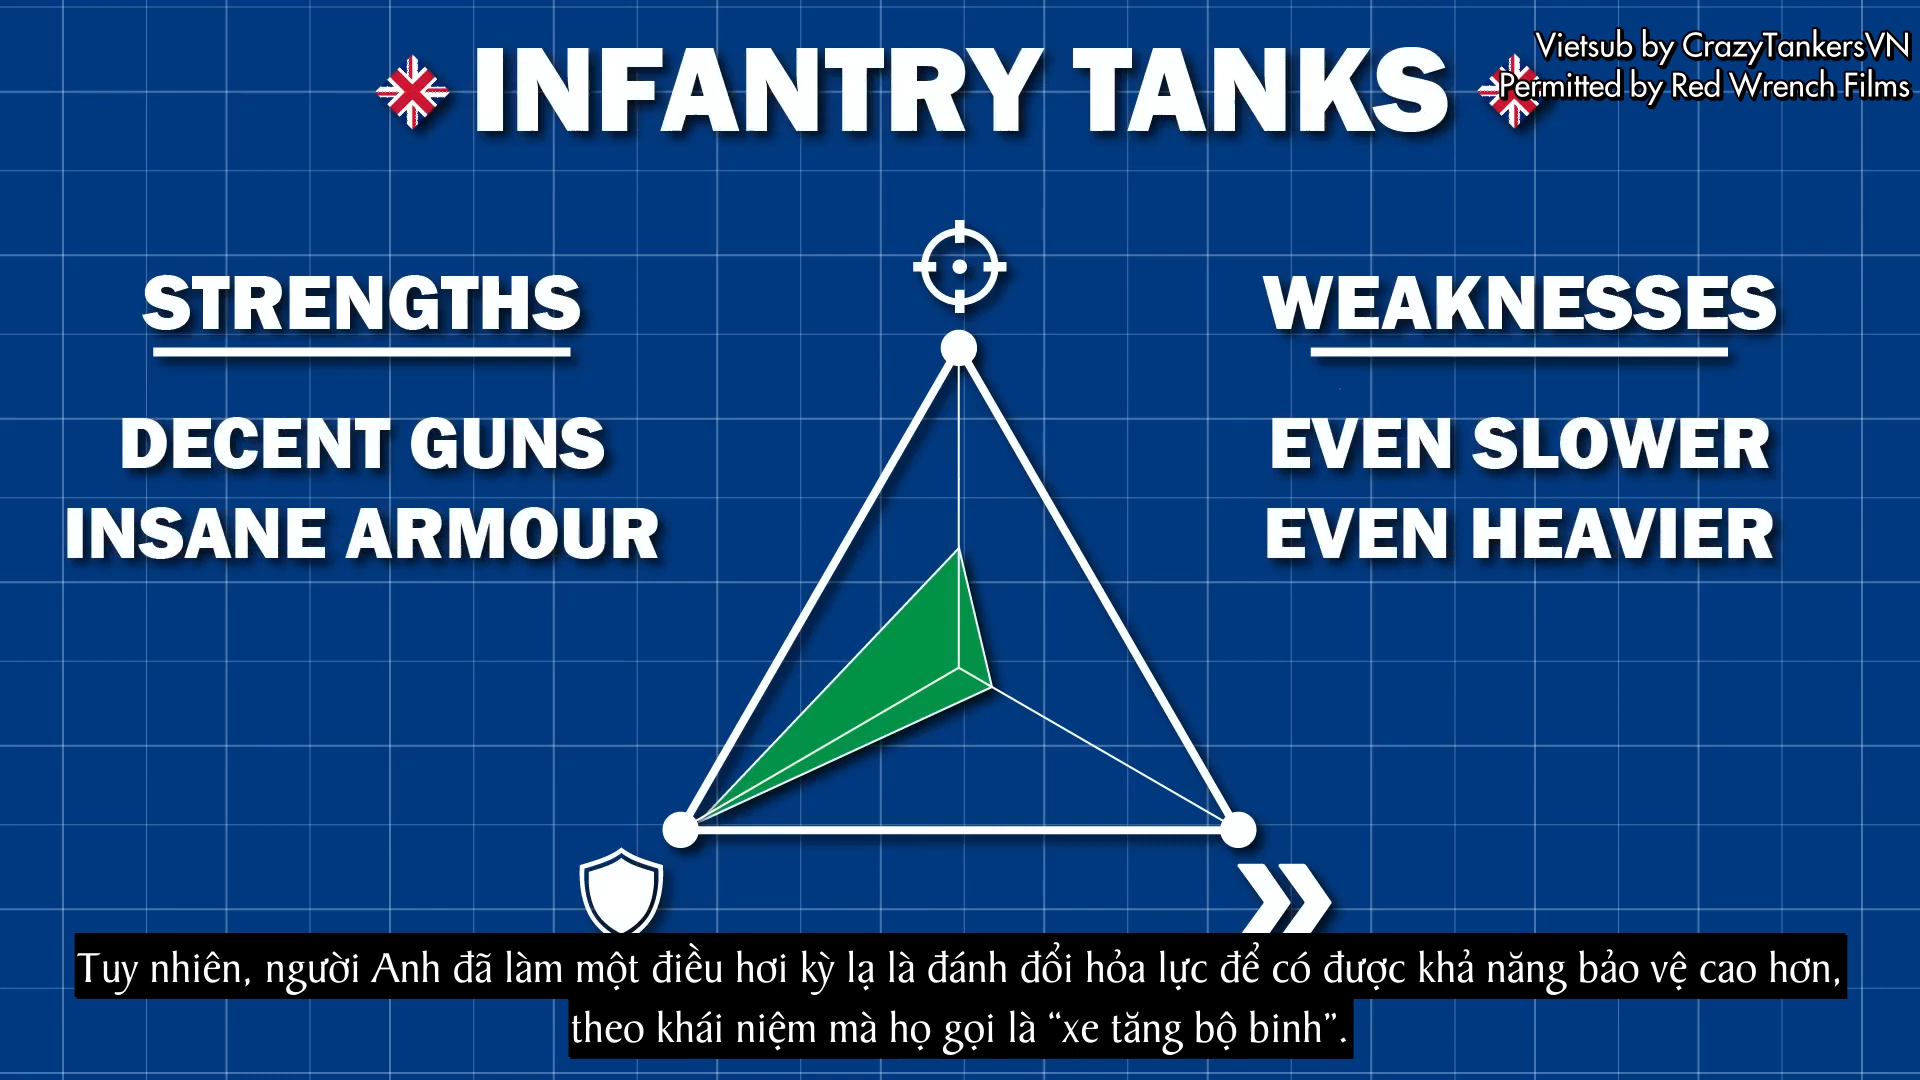 Vietsub by CrazyTankersVN
Permitted by Red Wrench Films
INFANTRY TANKS
STRENGTHS
DECENT GUNS
INSANE ARMOUR
WEAKNESSES
EVEN SLOWER
EVEN HEAVIER
Tuy nhiên, người Anh đã làm một điều hơi kỳ lạ là đánh đổi hỏa lực để có được khả năng bảo vệ cao hơn,
theo khái niệm mà họ gọi là “xe tăng bộ binh”.